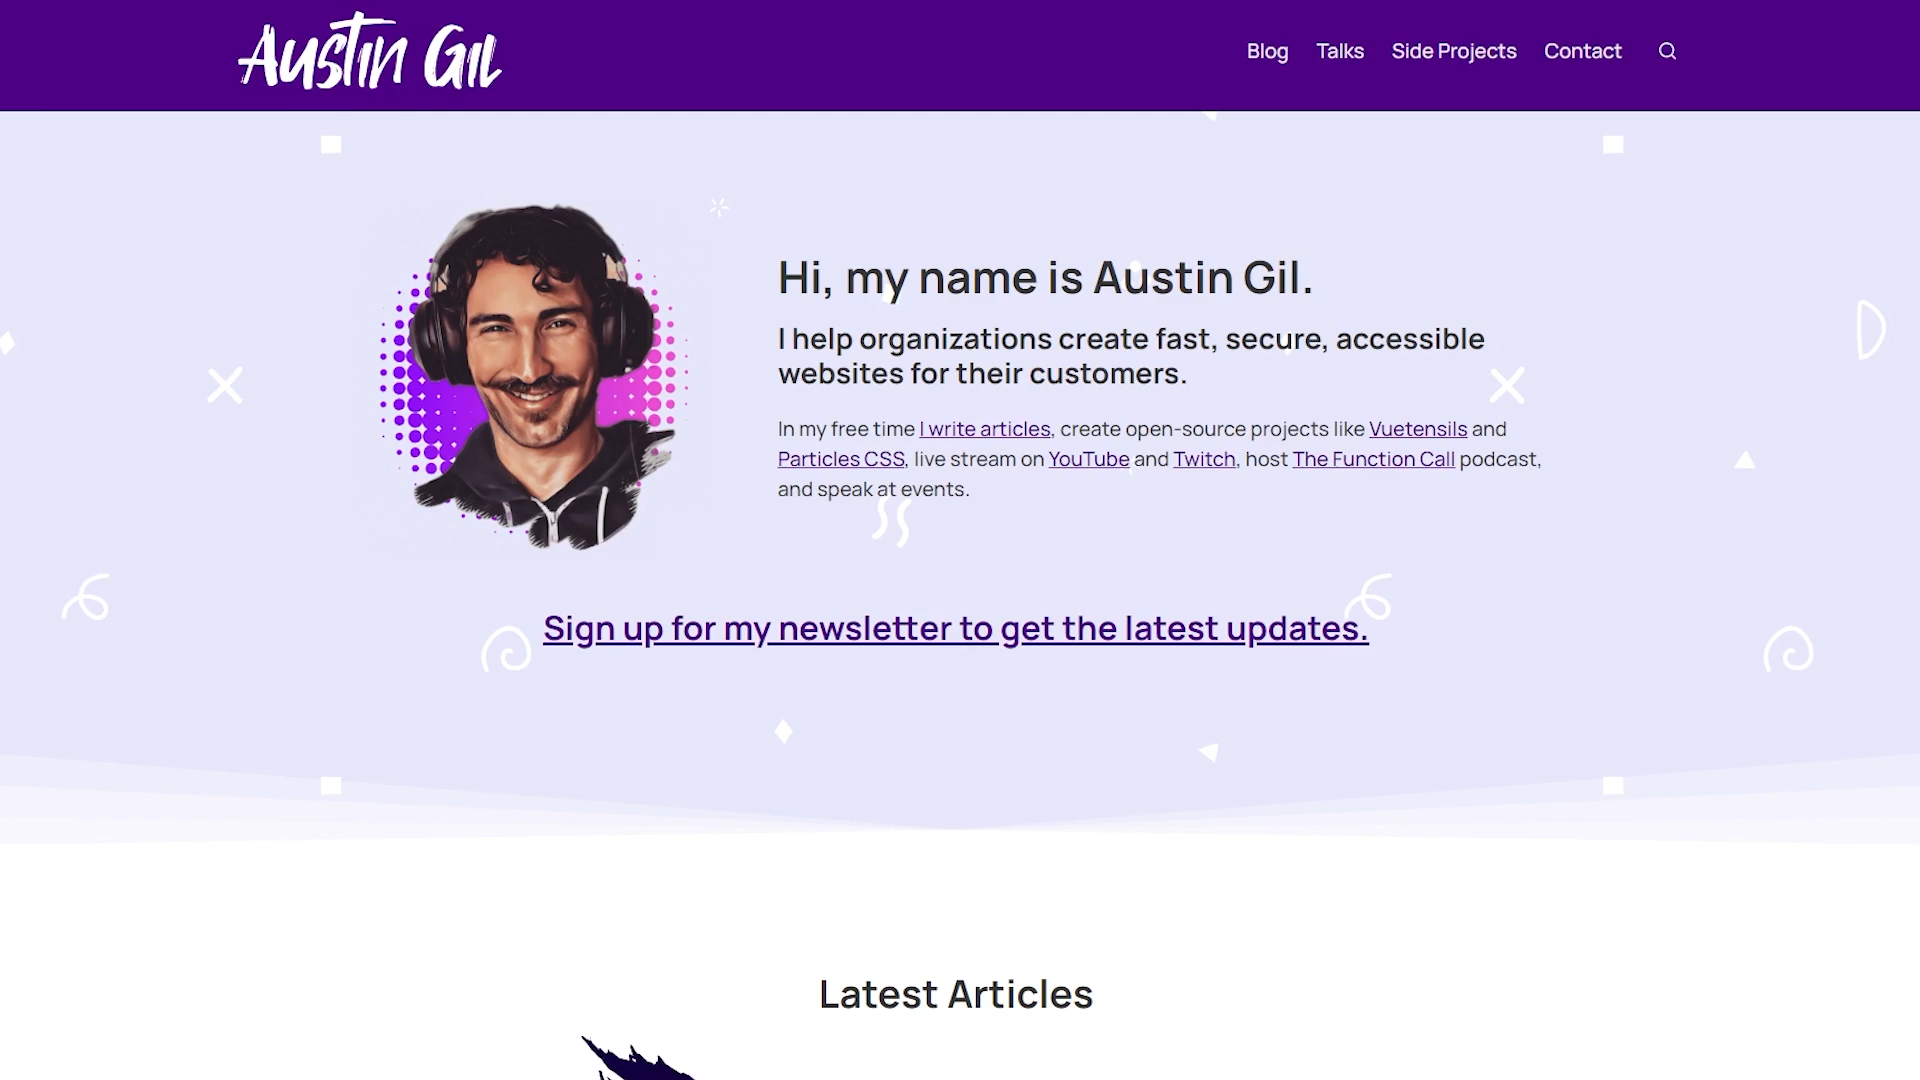 Austin Gil
Blog Talks Side Projects Contact
Hi, my name is Austin Gil.
I help organizations create fast, secure, accessible
websites for their customers.
In my free time I write articles, create open-source projects like Vuetensils and
Particles CSS, live stream on YouTube and Twitch, host The Function Call podcast,
and speak at events.
Sign up for my newsletter to get the latest updates.
Latest Articles